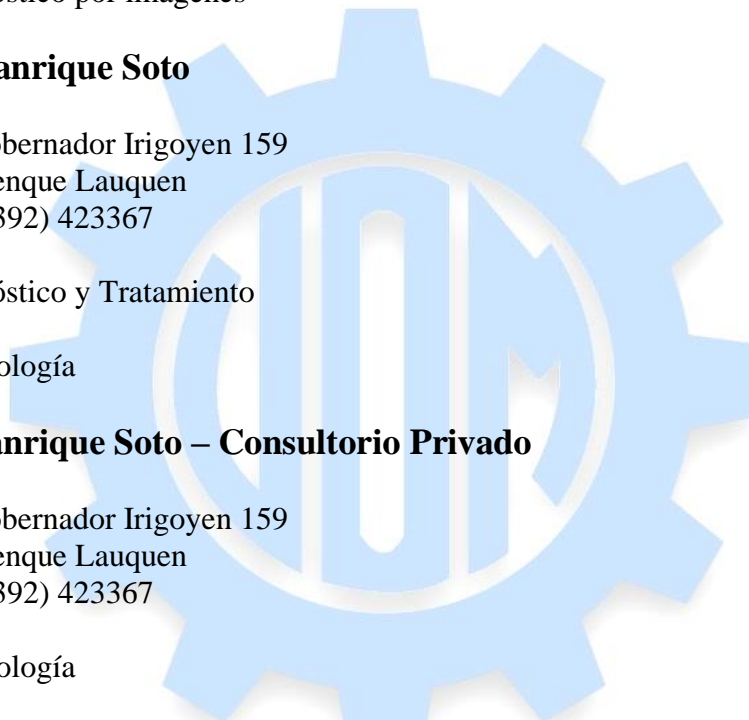 óstico por imágenes
anrique Soto
obernador Irigoyen 159
enque Lauquen
392) 423367
óstico y Tratamiento
ología
UOM
anrique Soto – Consultorio Privado
obernador Irigoyen 159
enque Lauquen
392) 423367
ología